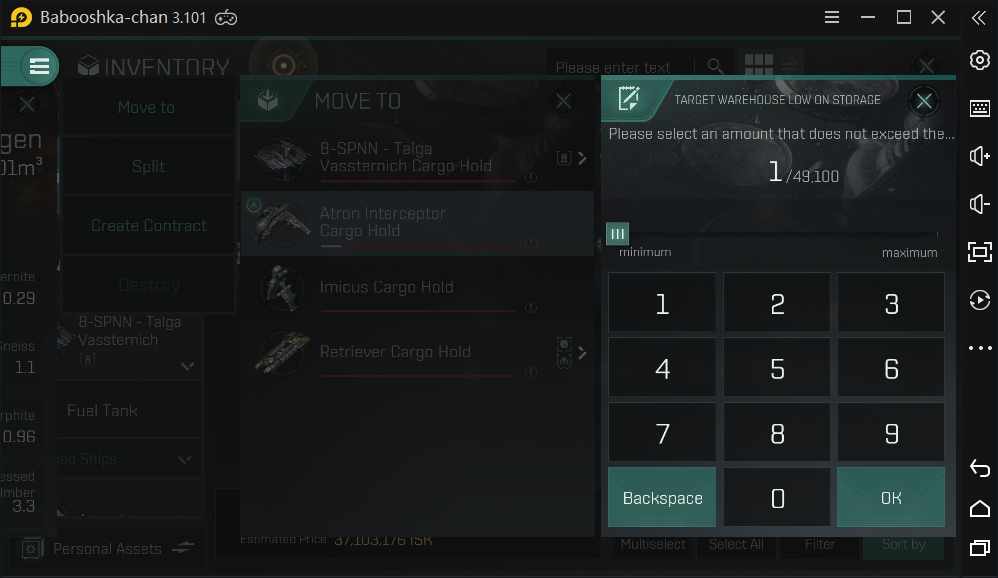 Babooshka-chan 3.101
INVENTORY
Please enter text
Move to
Split
Create Contract
Destroy
gen
01m³
ernite
0.29
Gneiss
1.1
rphite
0.96
essed
Imber
3.3
8-SPNN - Talga
Vassternich
Fuel Tank
ed Ships
Personal Assets
MOVE TO
8-SPNN - Talga
Vassternich Cargo Hold
Atron Interceptor
Cargo Hold
Imicus Cargo Hold
Retriever Cargo Hold
Estimated Price 37,103,176 ISK
TARGET WAREHOUSE LOW ON STORAGE
Please select an amount that does not exceed the...
1/49,100
minimum
maximum
1 2 3
4 5 6
7 8 9
Backspace 0 OK
Multiselect
Select All
Filter
Sort by